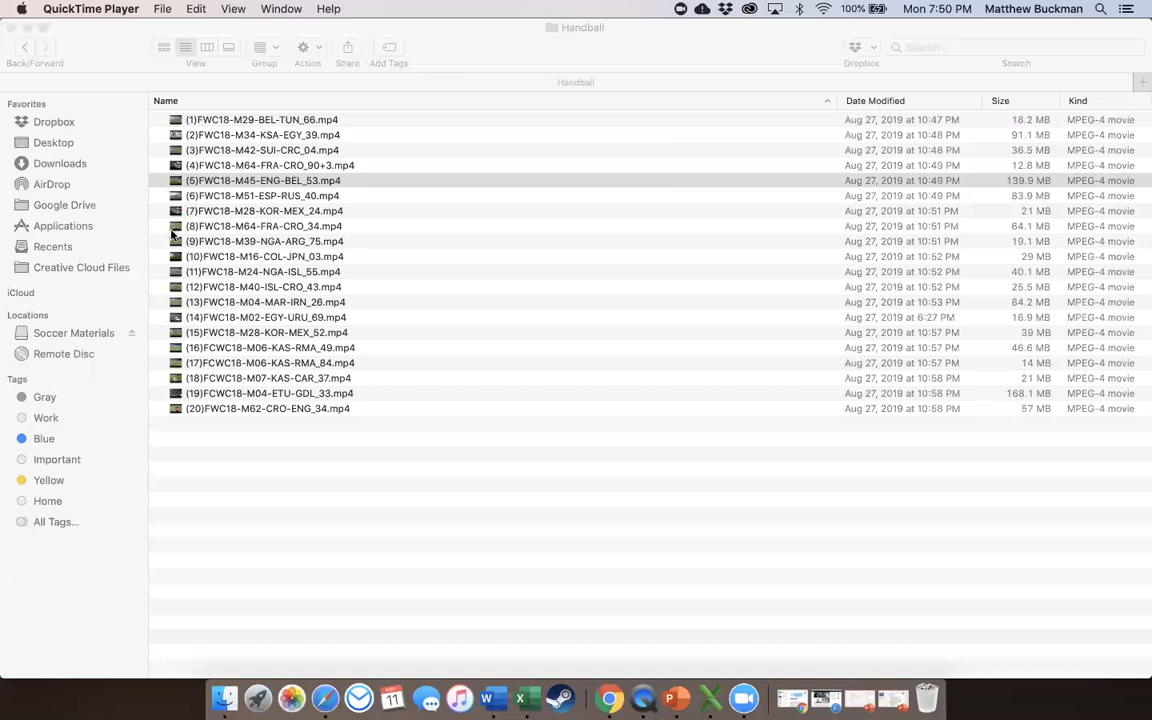 QuickTime Player File Edit View Window Help 100% Mon 7:50 PM Matthew Buckman
Handball
Back/Forward View Group Action Share Add Tags Dropbox Search Search
Handball
Name Date Modified Size Kind
Favorites
Dropbox
Desktop
Downloads
AirDrop
Google Drive
Applications
Recents
Creative Cloud Files
iCloud
Locations
Soccer Materials
Remote Disc
Tags
Gray
Work
Blue
Important
Yellow
Home
All Tags...
(1)FWC18-M29-BEL-TUN_66.mp4 Aug 27, 2019 at 10:47 PM 18.2 MB MPEG-4 movie
(2)FWC18-M34-KSA-EGY_39.mp4 Aug 27, 2019 at 10:48 PM 91.1 MB MPEG-4 movie
(3)FWC18-M42-SUI-CRC_04.mp4 Aug 27, 2019 at 10:48 PM 36.5 MB MPEG-4 movie
(4)FWC18-M64-FRA-CRO_90+3.mp4 Aug 27, 2019 at 10:49 PM 12.8 MB MPEG-4 movie
(5)FWC18-M45-ENG-BEL_53.mp4 Aug 27, 2019 at 10:49 PM 139.9 MB MPEG-4 movie
(6)FWC18-M51-ESP-RUS_40.mp4 Aug 27, 2019 at 10:49 PM 83.9 MB MPEG-4 movie
(7)FWC18-M28-KOR-MEX_24.mp4 Aug 27, 2019 at 10:51 PM 21 MB MPEG-4 movie
(8)FWC18-M64-FRA-CRO_34.mp4 Aug 27, 2019 at 10:51 PM 64.1 MB MPEG-4 movie
(9)FWC18-M39-NGA-ARG_75.mp4 Aug 27, 2019 at 10:51 PM 19.1 MB MPEG-4 movie
(10)FWC18-M16-COL-JPN_03.mp4 Aug 27, 2019 at 10:52 PM 29 MB MPEG-4 movie
(11)FWC18-M24-NGA-ISL_55.mp4 Aug 27, 2019 at 10:52 PM 40.1 MB MPEG-4 movie
(12)FWC18-M40-ISL-CRO_43.mp4 Aug 27, 2019 at 10:52 PM 25.5 MB MPEG-4 movie
(13)FWC18-M04-MAR-IRN_26.mp4 Aug 27, 2019 at 10:53 PM 84.2 MB MPEG-4 movie
(14)FWC18-M02-EGY-URU_69.mp4 Aug 27, 2019 at 6:27 PM 16.9 MB MPEG-4 movie
(15)FWC18-M28-KOR-MEX_52.mp4 Aug 27, 2019 at 10:57 PM 39 MB MPEG-4 movie
(16)FCWC18-M06-KAS-RMA_49.mp4 Aug 27, 2019 at 10:57 PM 46.6 MB MPEG-4 movie
(17)FCWC18-M06-KAS-RMA_84.mp4 Aug 27, 2019 at 10:57 PM 14 MB MPEG-4 movie
(18)FCWC18-M07-KAS-CAR_37.mp4 Aug 27, 2019 at 10:58 PM 21 MB MPEG-4 movie
(19)FCWC18-M04-ETU-GDL_33.mp4 Aug 27, 2019 at 10:58 PM 168.1 MB MPEG-4 movie
(20)FWC18-M62-CRO-ENG_34.mp4 Aug 27, 2019 at 10:58 PM 57 MB MPEG-4 movie
11